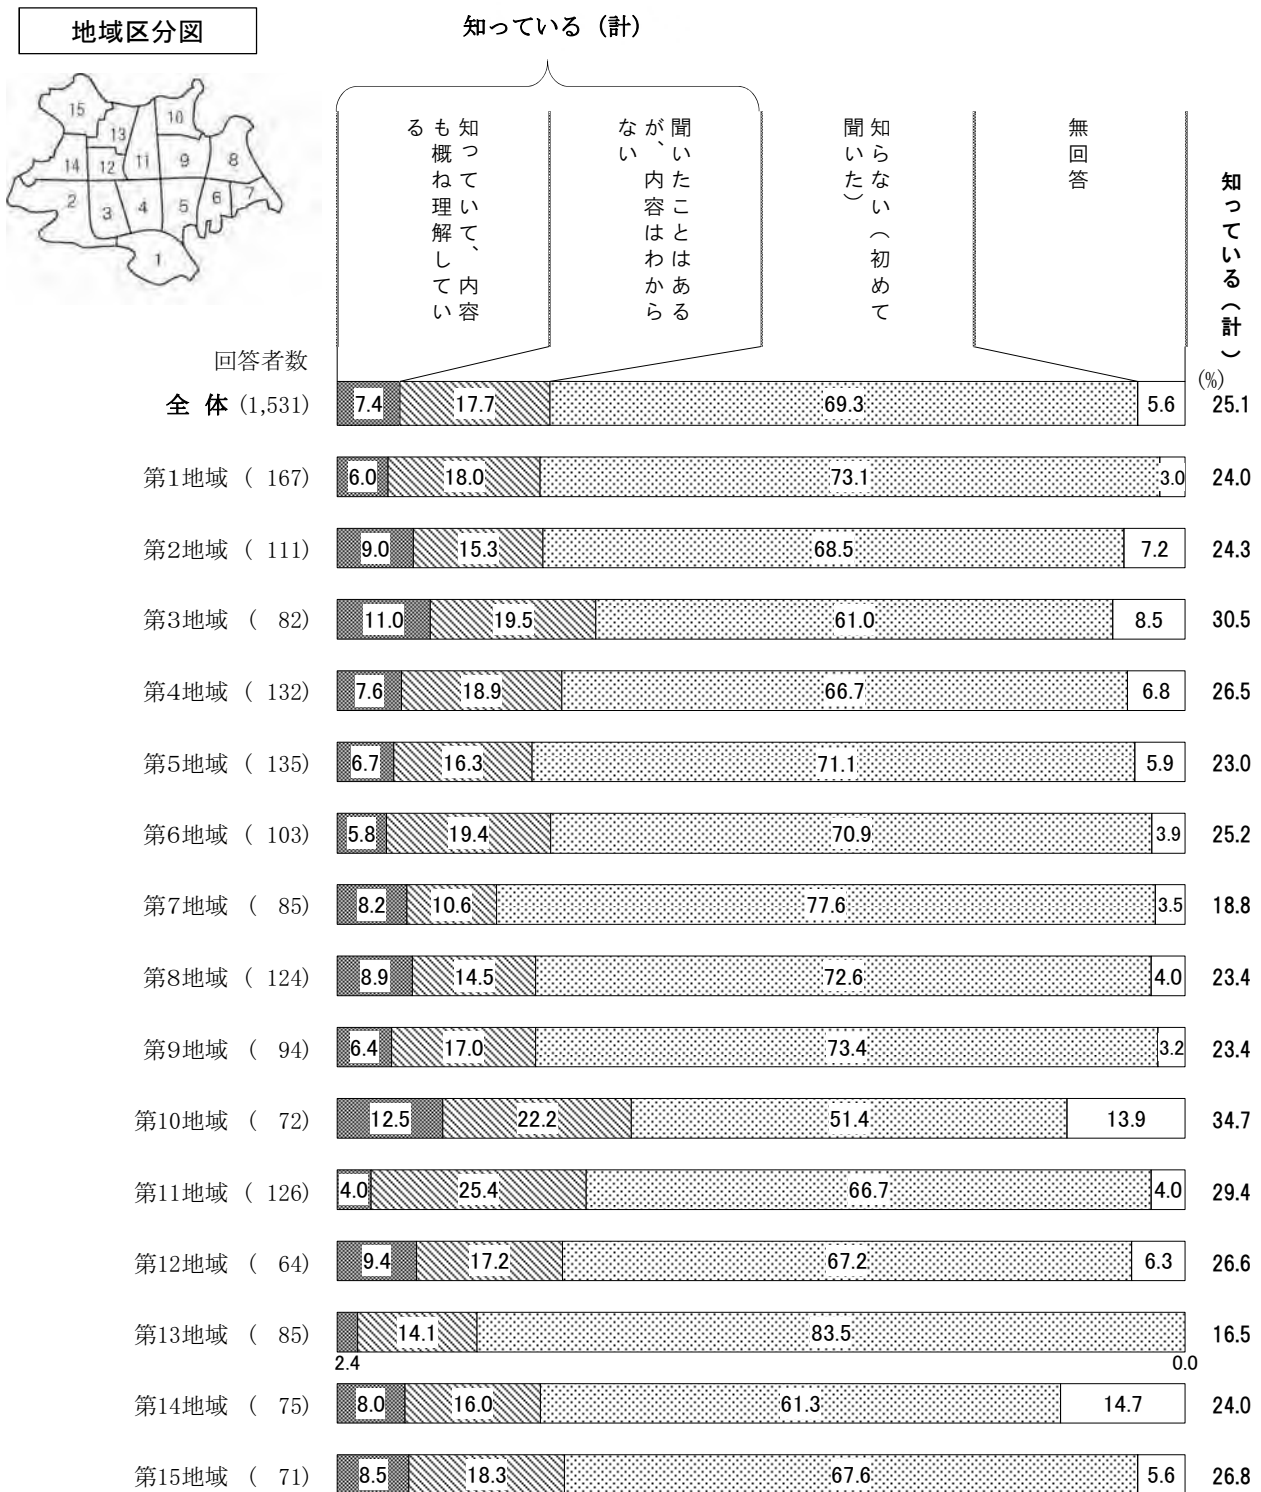 地域区分図
知っている（計）
15
10
13
14
12
11
9
8
2
3
4
5
6
7
1
知っていて、内容
も概ね理解してい
る
聞いたことはある
が、内容はわから
ない
知らない（初めて
聞いた）
無回答
知っている（計）
回答者数
(%)
全 体 (1,531) 7.4 17.7 69.3 5.6 25.1
第1地域 ( 167) 6.0 18.0 73.1 3.0 24.0
第2地域 ( 111) 9.0 15.3 68.5 7.2 24.3
第3地域 ( 82) 11.0 19.5 61.0 8.5 30.5
第4地域 ( 132) 7.6 18.9 66.7 6.8 26.5
第5地域 ( 135) 6.7 16.3 71.1 5.9 23.0
第6地域 ( 103) 5.8 19.4 70.9 3.9 25.2
第7地域 ( 85) 8.2 10.6 77.6 3.5 18.8
第8地域 ( 124) 8.9 14.5 72.6 4.0 23.4
第9地域 ( 94) 6.4 17.0 73.4 3.2 23.4
第10地域 ( 72) 12.5 22.2 51.4 13.9 34.7
第11地域 ( 126) 4.0 25.4 66.7 4.0 29.4
第12地域 ( 64) 9.4 17.2 67.2 6.3 26.6
第13地域 ( 85) 14.1 83.5 16.5
2.4 0.0
第14地域 ( 75) 8.0 16.0 61.3 14.7 24.0
第15地域 ( 71) 8.5 18.3 67.6 5.6 26.8